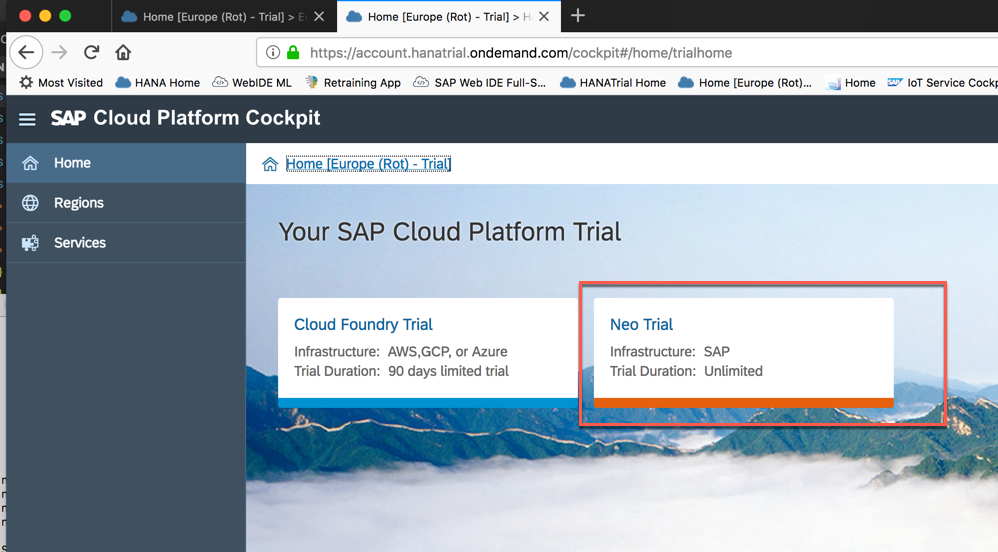 Home [Europe (Rot) - Trial] > E
Home [Europe (Rot) - Trial] > H
https://account.hanatrial.ondemand.com/cockpit#/home/trialhome
Most Visited
HANA Home
WebIDE ML
Retraining App
SAP Web IDE Full-S...
HANATrial Home
Home [Europe (Rot)...
Home
IoT Service Cockp
SAP Cloud Platform Cockpit
Home
Home [Europe (Rot) - Trial]
Regions
Services
Your SAP Cloud Platform Trial
Cloud Foundry Trial
Infrastructure: AWS,GCP, or Azure
Trial Duration: 90 days limited trial
Neo Trial
Infrastructure: SAP
Trial Duration: Unlimited